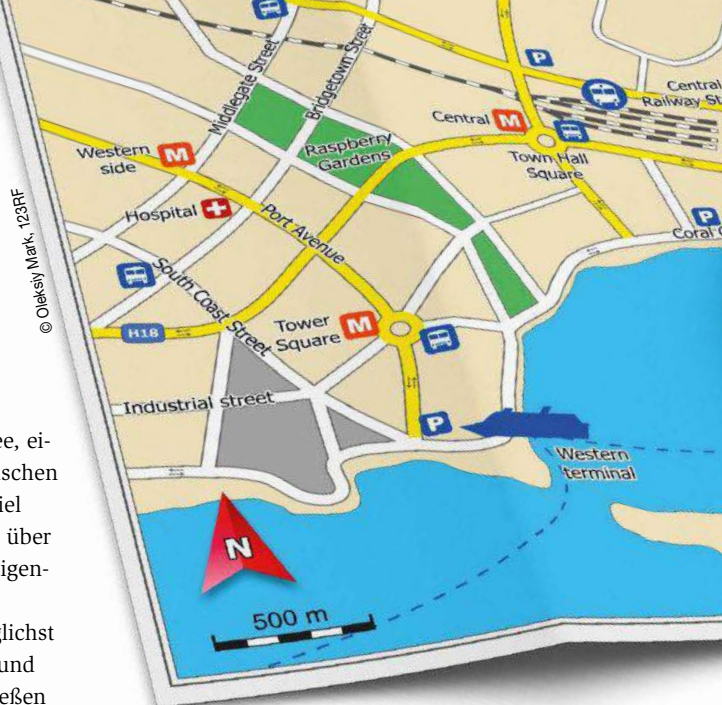 © Oleksiy Mark, 123RF
Middlegate Street
Bridgetown Street
P
Central
Railway St
Central M
Town Hall
Square
Western
side
M
Raspberry
Gardens
Hospital
Port Avenue
P
Coral
South Coast Street
H18
Tower
Square
M
Industrial street
P
Western
terminal
N
500 m
ee, ei-
ischen
iel
über
igen-
glichst
und
eßen